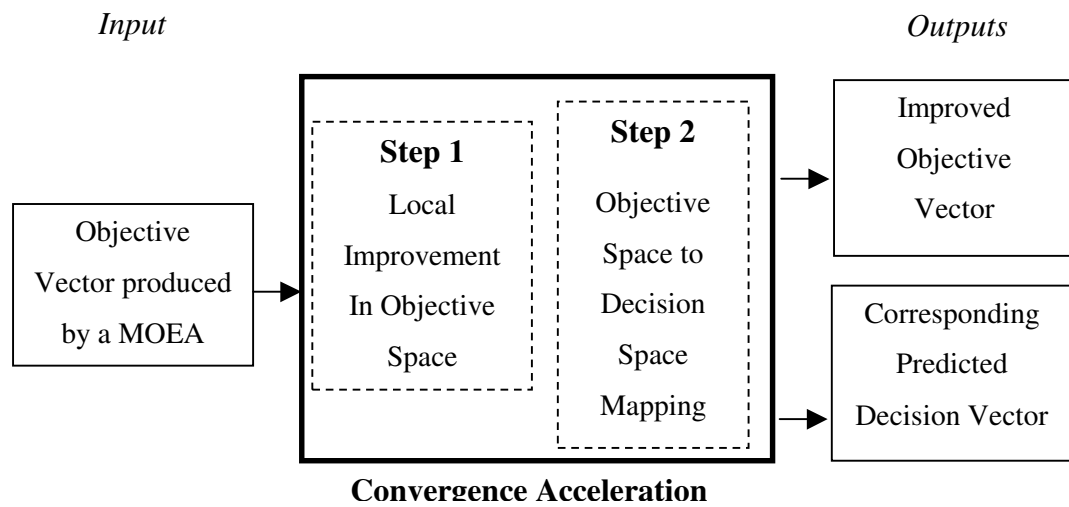 Input
Outputs
Objective
Vector produced
by a MOEA
Step 1
Local
Improvement
In Objective
Space
Step 2
Objective
Space to
Decision
Space
Mapping
Improved
Objective
Vector
Corresponding
Predicted
Decision Vector
Convergence Acceleration